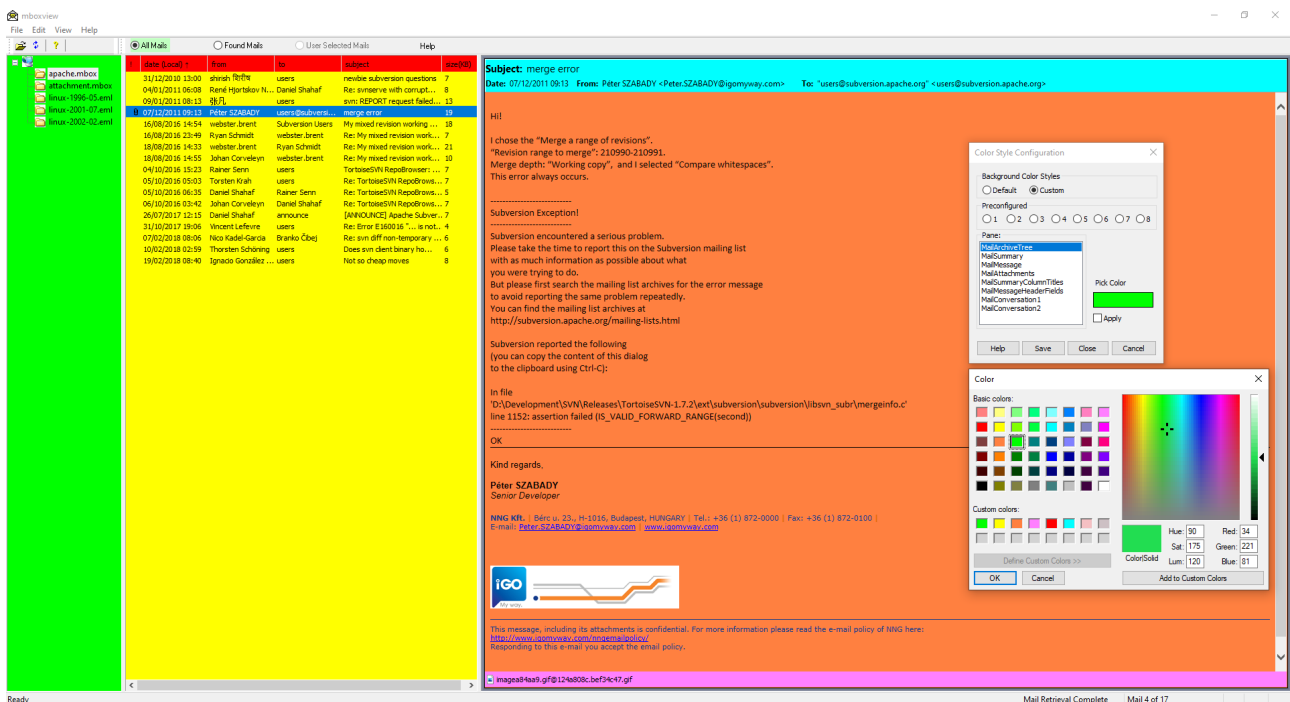 mboxview
File Edit View Help
All Mails Found Mails User Selected Mails Help
apache.mbox
attachment.mbox
linux-1996-05.eml
linux-2001-07.eml
linux-2002-02.eml
! date (Local) ↑ from to subject size(KB)
31/12/2010 13:00 shirish शिरीष users newbie subversion questions 7
04/01/2011 06:08 René Hjortskov N... Daniel Shahaf Re: svnserve with corrupt... 8
09/01/2011 08:13 张凡 users svn: REPORT request failed... 13
07/12/2011 09:13 Péter SZABADY users@subversi... merge error 19
16/08/2016 14:54 webster.brent Subversion Users My mixed revision working ... 18
16/08/2016 23:49 Ryan Schmidt webster.brent Re: My mixed revision work... 7
18/08/2016 14:33 webster.brent Ryan Schmidt Re: My mixed revision work... 21
18/08/2016 14:55 Johan Corveleyn webster.brent Re: My mixed revision work... 10
04/10/2016 15:23 Rainer Senn users TortoiseSVN RepoBrowser: ... 7
05/10/2016 05:03 Torsten Krah users Re: TortoiseSVN RepoBrows... 7
05/10/2016 06:35 Daniel Shahaf Rainer Senn Re: TortoiseSVN RepoBrows... 5
06/10/2016 03:42 Johan Corveleyn Daniel Shahaf Re: TortoiseSVN RepoBrows... 7
26/07/2017 12:15 Daniel Shahaf announce [ANNOUNCE] Apache Subver... 7
31/10/2017 19:06 Vincent Lefevre users Re: Error E160016 "... is not... 4
07/02/2018 08:06 Nico Kadel-Garcia Branko Čibej Re: svn diff non-temporary ... 6
10/02/2018 02:59 Thorsten Schöning users Does svn client binary ho... 6
19/02/2018 08:40 Ignacio González ... users Not so cheap moves 8
Subject: merge error
Date: 07/12/2011 09:13 From: Péter SZABADY <Peter.SZABADY@igomyway.com> To: "users@subversion.apache.org" <users@subversion.apache.org>
Hi!
I chose the “Merge a range of revisions”.
“Revision range to merge”: 210990-210991.
Merge depth: “Working copy”, and I selected “Compare whitespaces”.
This error always occurs.
---------------------------
Subversion Exception!
---------------------------
Subversion encountered a serious problem.
Please take the time to report this on the Subversion mailing list
with as much information as possible about what
you were trying to do.
But please first search the mailing list archives for the error message
to avoid reporting the same problem repeatedly.
You can find the mailing list archives at
http://subversion.apache.org/mailing-lists.html
Subversion reported the following
(you can copy the content of this dialog
to the clipboard using Ctrl-C):
In file
'D:\Development\SVN\Releases\TortoiseSVN-1.7.2\ext\subversion\subversion\libsvn_subr\mergeinfo.c'
line 1152: assertion failed (IS_VALID_FORWARD_RANGE(second))
---------------------------
OK
Kind regards,
Péter SZABADY
Senior Developer
NNG Kft. | Bérc u. 23., H-1016, Budapest, HUNGARY | Tel.: +36 (1) 872-0000 | Fax: +36 (1) 872-0100 |
E-mail: Peter.SZABADY@igomyway.com | www.igomyway.com
iGO
My way.
This message, including its attachments is confidential. For more information please read the e-mail policy of NNG here:
http://www.igomyway.com/nngemailpolicy/
Responding to this e-mail you accept the email policy.
imagea84aa9.gif@124a808c.bef34c47.gif
Color Style Configuration
Background Color Styles
Default Custom
Preconfigured
1 2 3 4 5 6 7 8
Pane:
MailArchiveTree
MailSummary
MailMessage
MailAttachments
MailSummaryColumnTitles
MailMessageHeaderFields
MailConversation1
MailConversation2
Pick Color
Apply
Help Save Close Cancel
Color
Basic colors:
Custom colors:
Define Custom Colors >>
OK Cancel
Color|Solid
Hue: 90 Red: 34
Sat: 175 Green: 221
Lum: 120 Blue: 81
Add to Custom Colors
Ready
Mail Retrieval Complete Mail 4 of 17